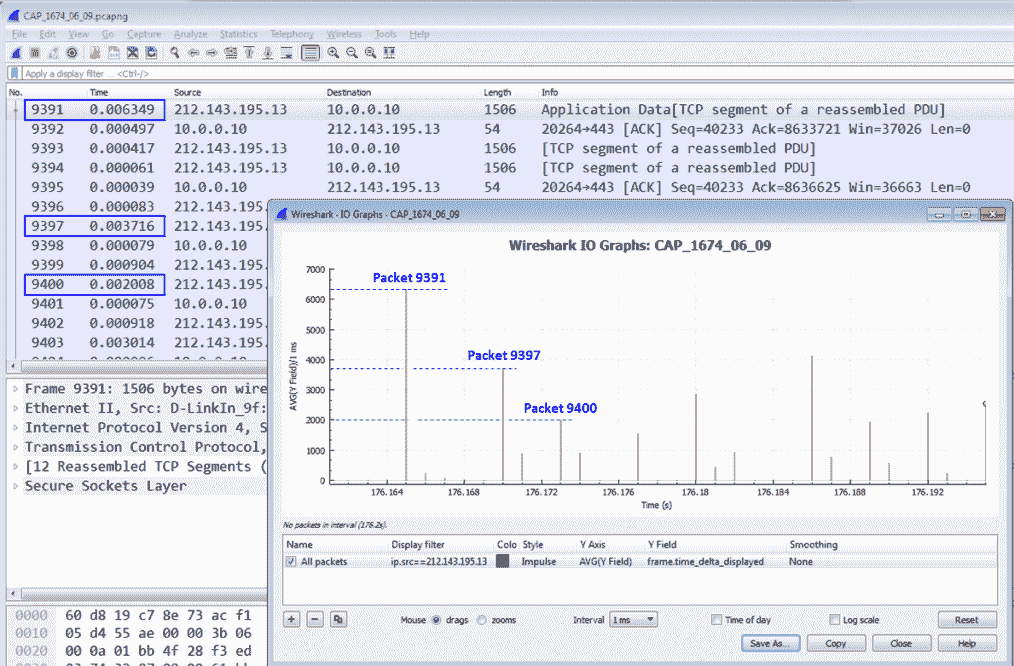 CAP_1674_06_09.pcapng
File Edit View Go Capture Analyze Statistics Telephony Wireless Tools Help
Apply a display filter ... <Ctrl-/>
No. Time Source Destination Length Info
9391 0.006349 212.143.195.13 10.0.0.10 1506 Application Data[TCP segment of a reassembled PDU]
9392 0.000497 10.0.0.10 212.143.195.13 54 20264→443 [ACK] Seq=40233 Ack=8633721 Win=37026 Len=0
9393 0.000417 212.143.195.13 10.0.0.10 1506 [TCP segment of a reassembled PDU]
9394 0.000061 212.143.195.13 10.0.0.10 1506 [TCP segment of a reassembled PDU]
9395 0.000039 10.0.0.10 212.143.195.13 54 20264→443 [ACK] Seq=40233 Ack=8636625 Win=36663 Len=0
9396 0.000083 212.143.195.
9397 0.003716 212.143.195.
9398 0.000079 10.0.0.10
9399 0.000904 212.143.195.
9400 0.002008 212.143.195.
9401 0.000075 10.0.0.10
9402 0.000918 212.143.195.
9403 0.003014 212.143.195.
Frame 9391: 1506 bytes on wire
Ethernet II, Src: D-LinkIn_9f:
Internet Protocol Version 4, S
Transmission Control Protocol,
[12 Reassembled TCP Segments (
Secure Sockets Layer
0000 60 d8 19 c7 8e 73 ac f1
0010 05 d4 55 ae 00 00 3b 06
0020 00 0a 01 bb 4f 28 f3 ed
Wireshark · IO Graphs · CAP_1674_06_09
Wireshark IO Graphs: CAP_1674_06_09
Packet 9391
Packet 9397
Packet 9400
AVG(Y Field)/1 ms
7000
6000
5000
4000
3000
2000
1000
0
176.164 176.168 176.172 176.176 176.18 176.184 176.188 176.192
Time (s)
No packets in interval (176.2s).
Name Display filter Colo Style Y Axis Y Field Smoothing
All packets ip.src==212.143.195.13 Impulse AVG(Y Field) frame.time_delta_displayed None
+ − Mouse drags zooms Interval 1 ms Time of day Log scale Reset
Save As... Copy Close Help